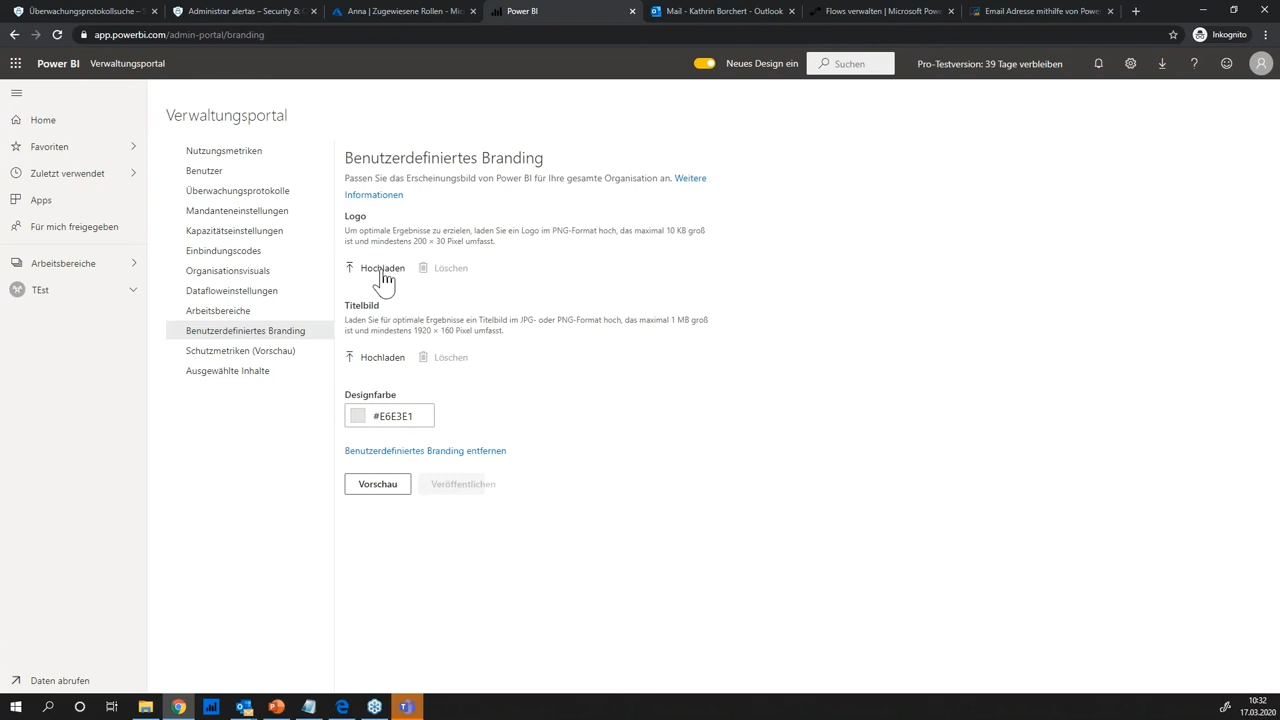 Überwachungsprotokollsuche – S
Administrar alertas – Security & C
Anna | Zugewiesene Rollen - Mic
Power BI
Mail - Kathrin Borchert - Outlook
Flows verwalten | Microsoft Powe
Email Adresse mithilfe von Power
app.powerbi.com/admin-portal/branding
Inkognito
Power BI Verwaltungsportal
Neues Design ein
Suchen
Pro-Testversion: 39 Tage verbleiben
Home
Favoriten
Zuletzt verwendet
Apps
Für mich freigegeben
Arbeitsbereiche
TEst
Daten abrufen
Verwaltungsportal
Nutzungsmetriken
Benutzer
Überwachungsprotokolle
Mandanteneinstellungen
Kapazitätseinstellungen
Einbindungscodes
Organisationsvisuals
Datafloweinstellungen
Arbeitsbereiche
Benutzerdefiniertes Branding
Schutzmetriken (Vorschau)
Ausgewählte Inhalte
Benutzerdefiniertes Branding
Passen Sie das Erscheinungsbild von Power BI für Ihre gesamte Organisation an. Weitere
Informationen
Logo
Um optimale Ergebnisse zu erzielen, laden Sie ein Logo im PNG-Format hoch, das maximal 10 KB groß
ist und mindestens 200 × 30 Pixel umfasst.
Hochladen Löschen
Titelbild
Laden Sie für optimale Ergebnisse ein Titelbild im JPG- oder PNG-Format hoch, das maximal 1 MB groß
ist und mindestens 1920 × 160 Pixel umfasst.
Hochladen Löschen
Designfarbe
#E6E3E1
Benutzerdefiniertes Branding entfernen
Vorschau Veröffentlichen
10:32
17.03.2020